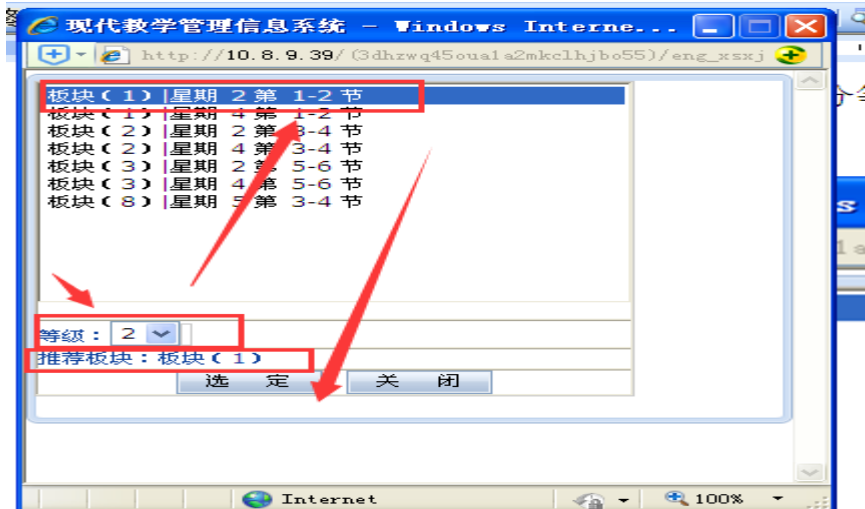 现代教学管理信息系统 - Windows Interne...
http://10.8.9.39/(3dhzwq45oua1a2mkclhjbo55)/eng_xsxj
板块(1)|星期 2 第 1-2 节
板块(1)|星期 4 第 1-2 节
板块(2)|星期 2 第 3-4 节
板块(2)|星期 4 第 3-4 节
板块(3)|星期 2 第 5-6 节
板块(3)|星期 4 第 5-6 节
板块(8)|星期 5 第 3-4 节
等级: 2
推荐板块:板块(1)
选 定 关 闭
Internet 100%